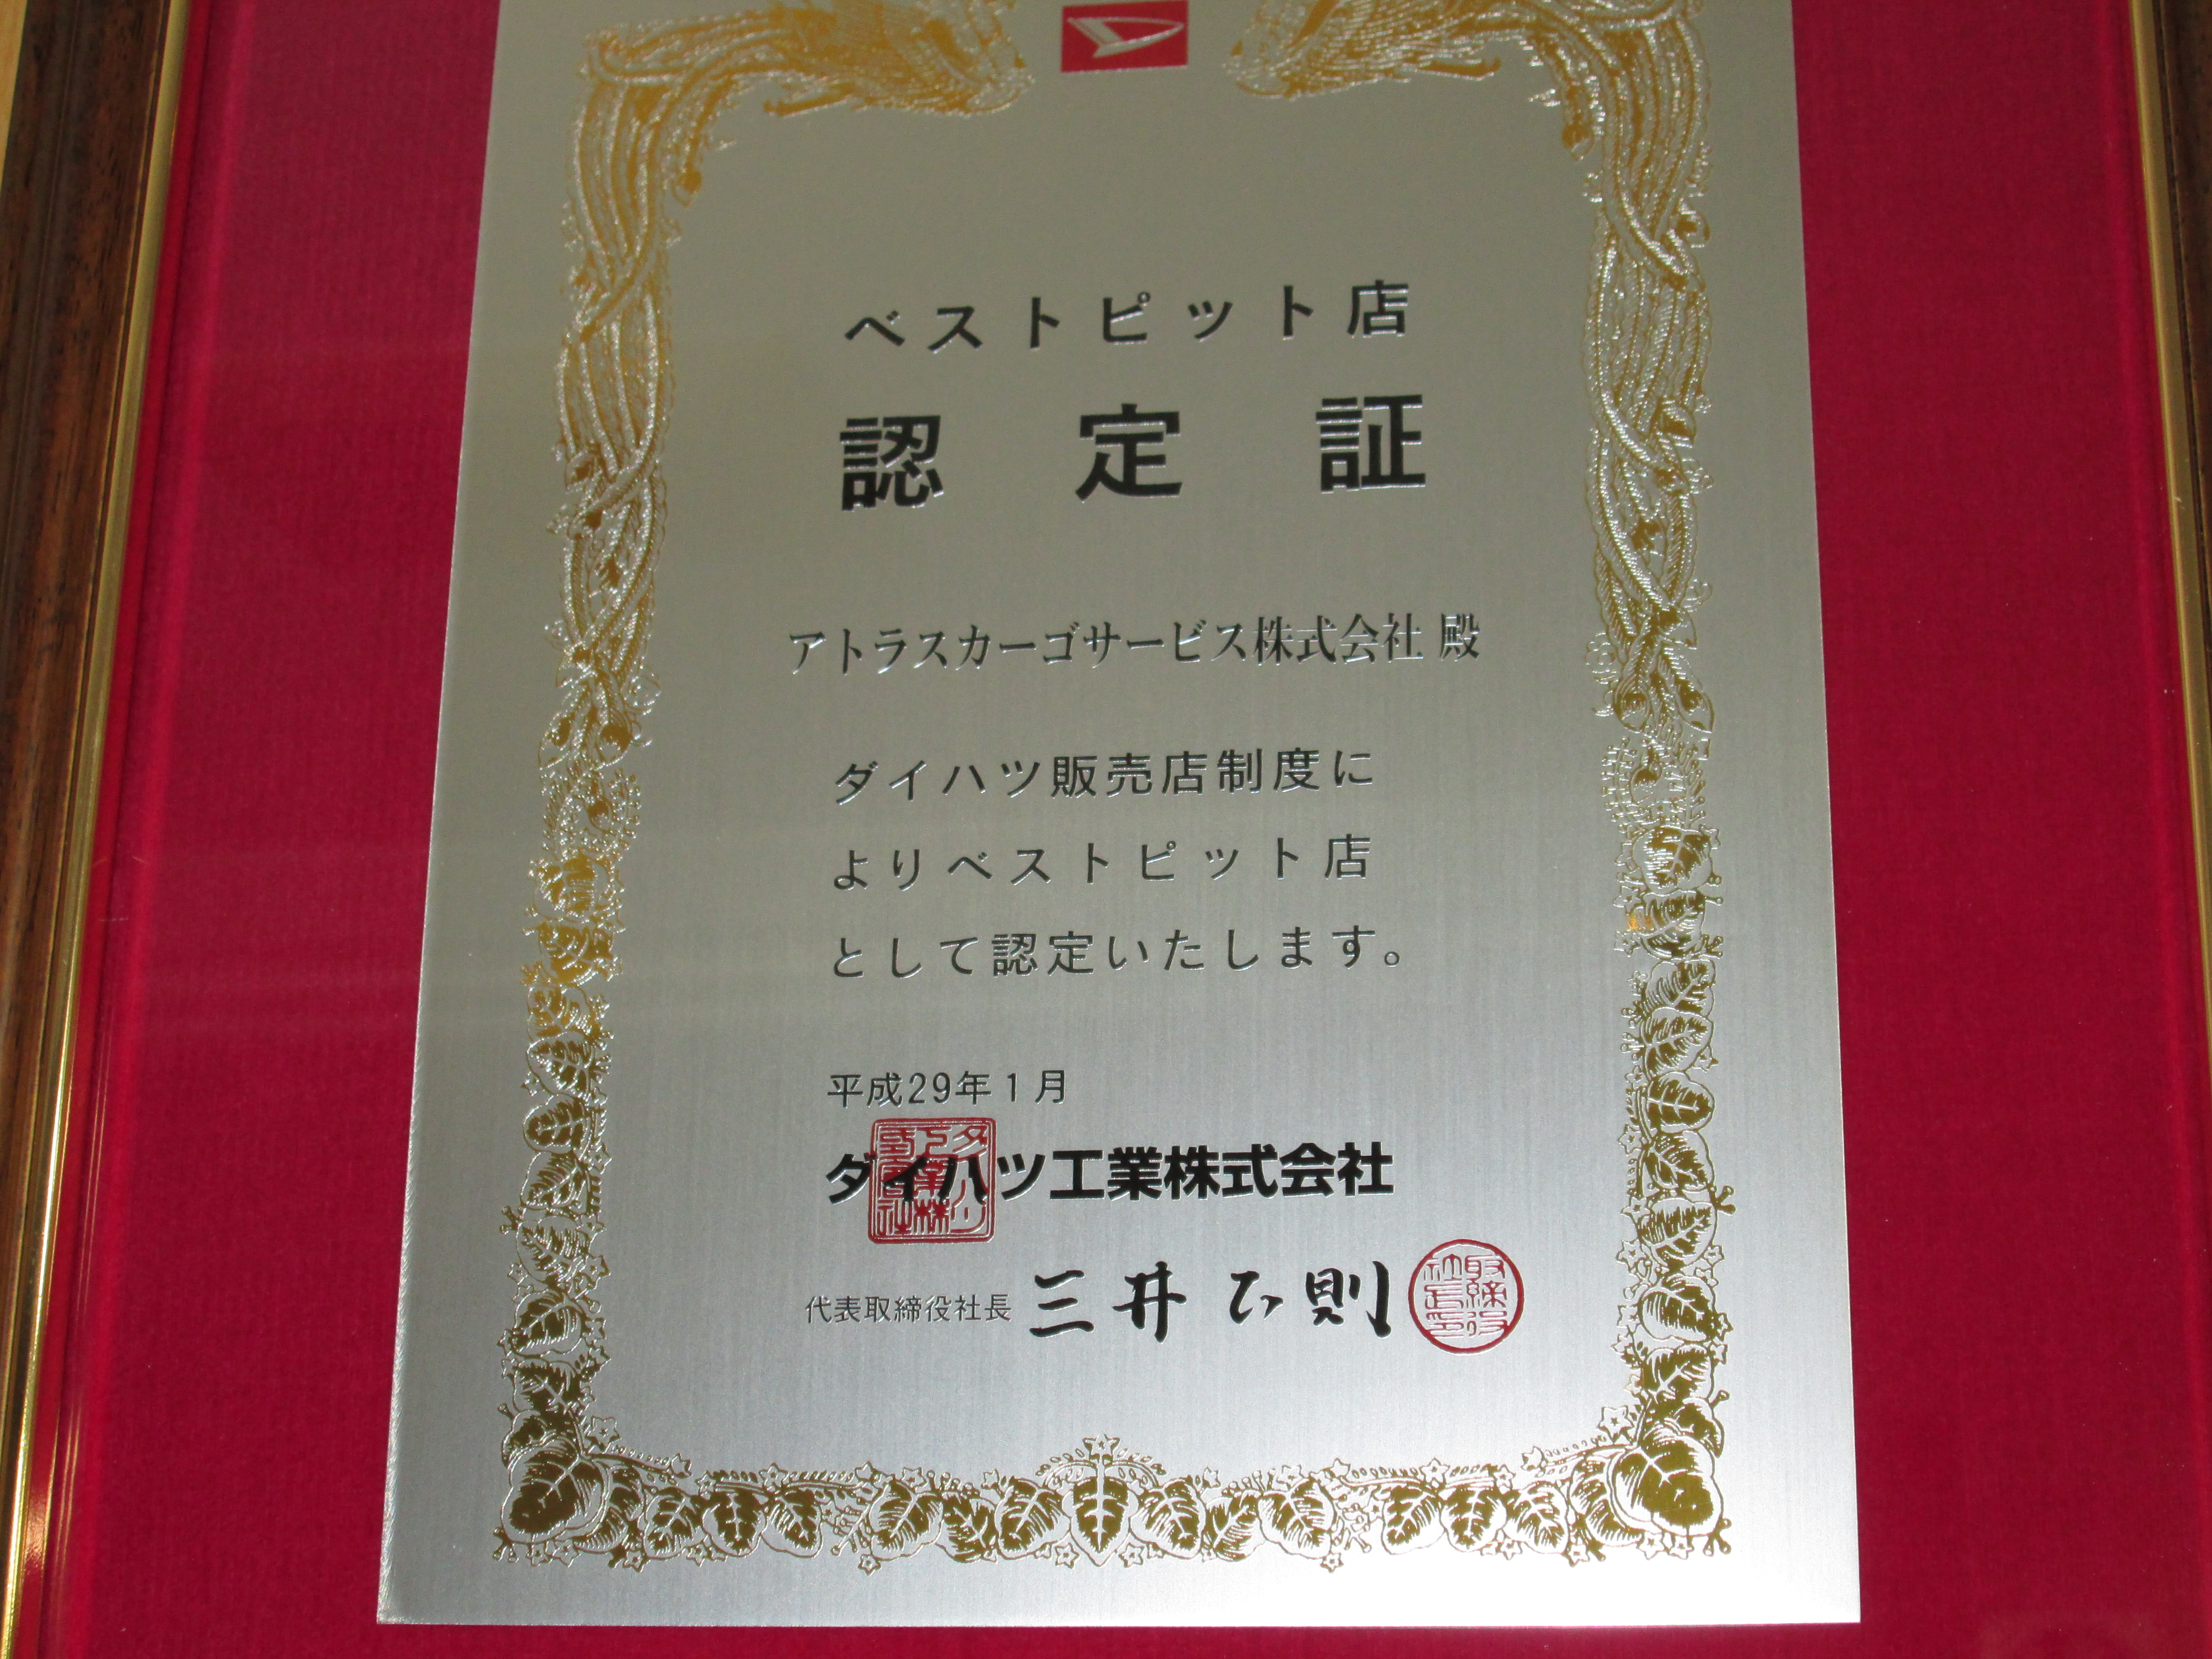 ベストピット店
認定証
アトラスカーゴサービス株式会社 殿
ダイハツ販売店制度に
よりベストピット店
として認定いたします。
平成29年1月
ダイハツ工業株式会社
代表取締役社長 三井正則